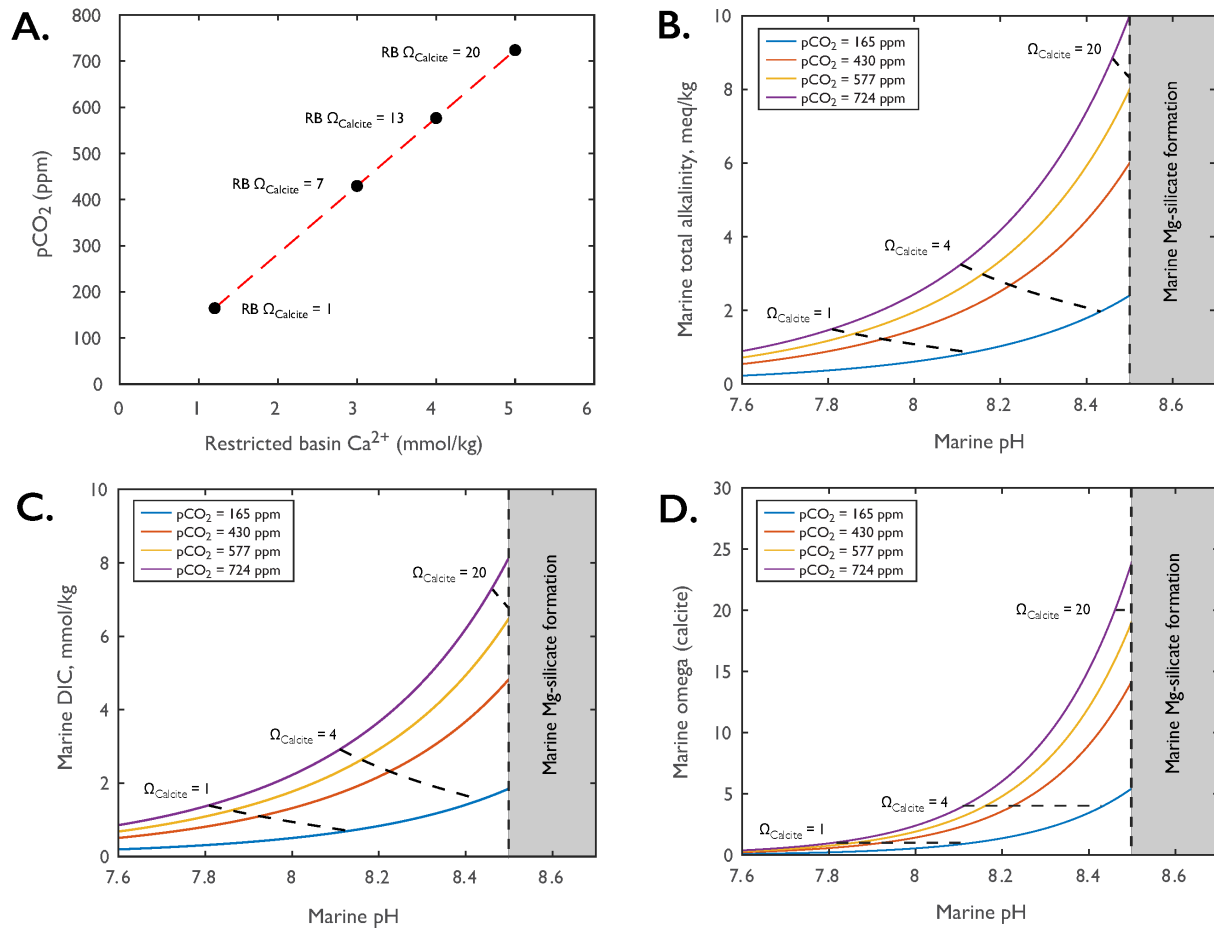 A.
800
700
600
500
400
300
200
100
0
pCO2 (ppm)
RB ΩCalcite = 20
RB ΩCalcite = 13
RB ΩCalcite = 7
RB ΩCalcite = 1
0 1 2 3 4 5 6
Restricted basin Ca2+ (mmol/kg)
B.
10
8
6
4
2
0
Marine total alkalinity, meq/kg
pCO2 = 165 ppm
pCO2 = 430 ppm
pCO2 = 577 ppm
pCO2 = 724 ppm
ΩCalcite = 20
ΩCalcite = 4
ΩCalcite = 1
Marine Mg-silicate formation
7.6 7.8 8 8.2 8.4 8.6
Marine pH
C.
10
8
6
4
2
0
Marine DIC, mmol/kg
pCO2 = 165 ppm
pCO2 = 430 ppm
pCO2 = 577 ppm
pCO2 = 724 ppm
ΩCalcite = 20
ΩCalcite = 4
ΩCalcite = 1
Marine Mg-silicate formation
7.6 7.8 8 8.2 8.4 8.6
Marine pH
D.
30
25
20
15
10
5
0
Marine omega (calcite)
pCO2 = 165 ppm
pCO2 = 430 ppm
pCO2 = 577 ppm
pCO2 = 724 ppm
ΩCalcite = 20
ΩCalcite = 4
ΩCalcite = 1
Marine Mg-silicate formation
7.6 7.8 8 8.2 8.4 8.6
Marine pH